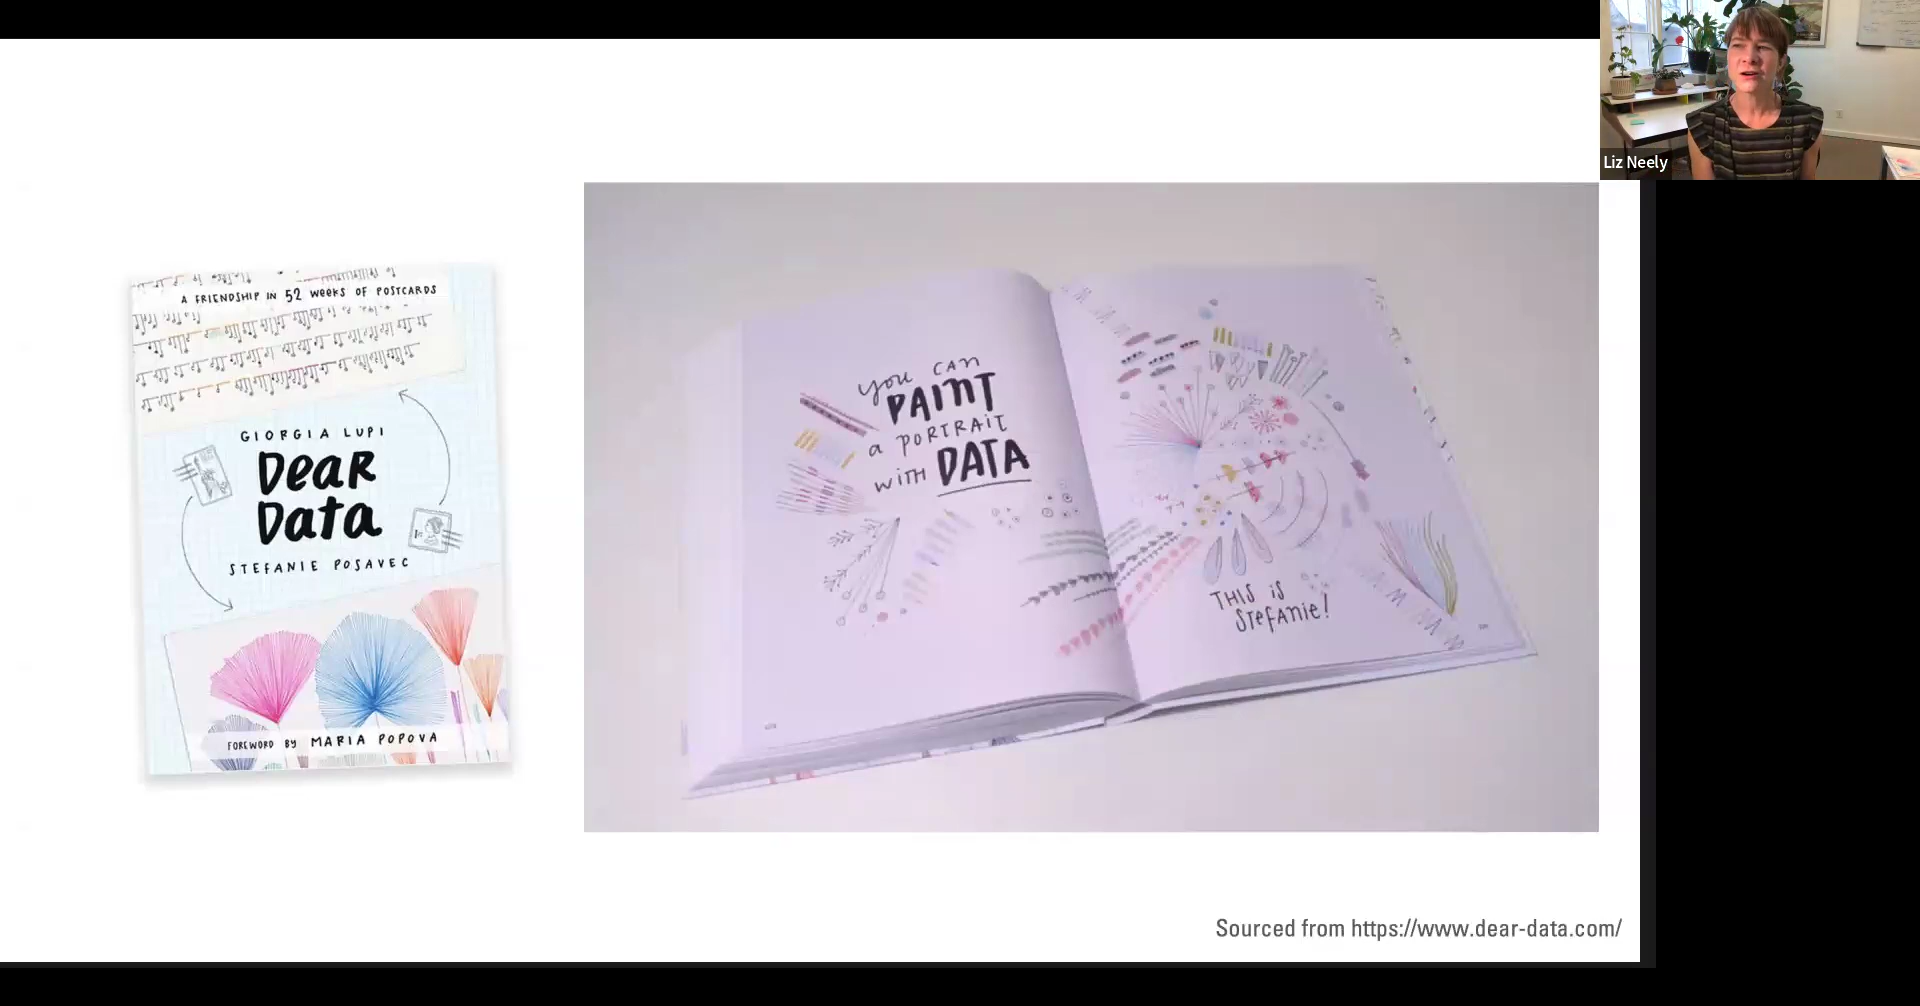 Liz Neely
A FRIENDSHIP IN 52 WEEKS OF POSTCARDS
GIORGIA LUPI
DEAR
DATA
STEFANIE POSAVEC
FOREWORD BY MARIA POPOVA
YOU CAN
PAINT
a PORTRAIT
WITH DATA
THIS is
STEFANIE!
Sourced from https://www.dear-data.com/